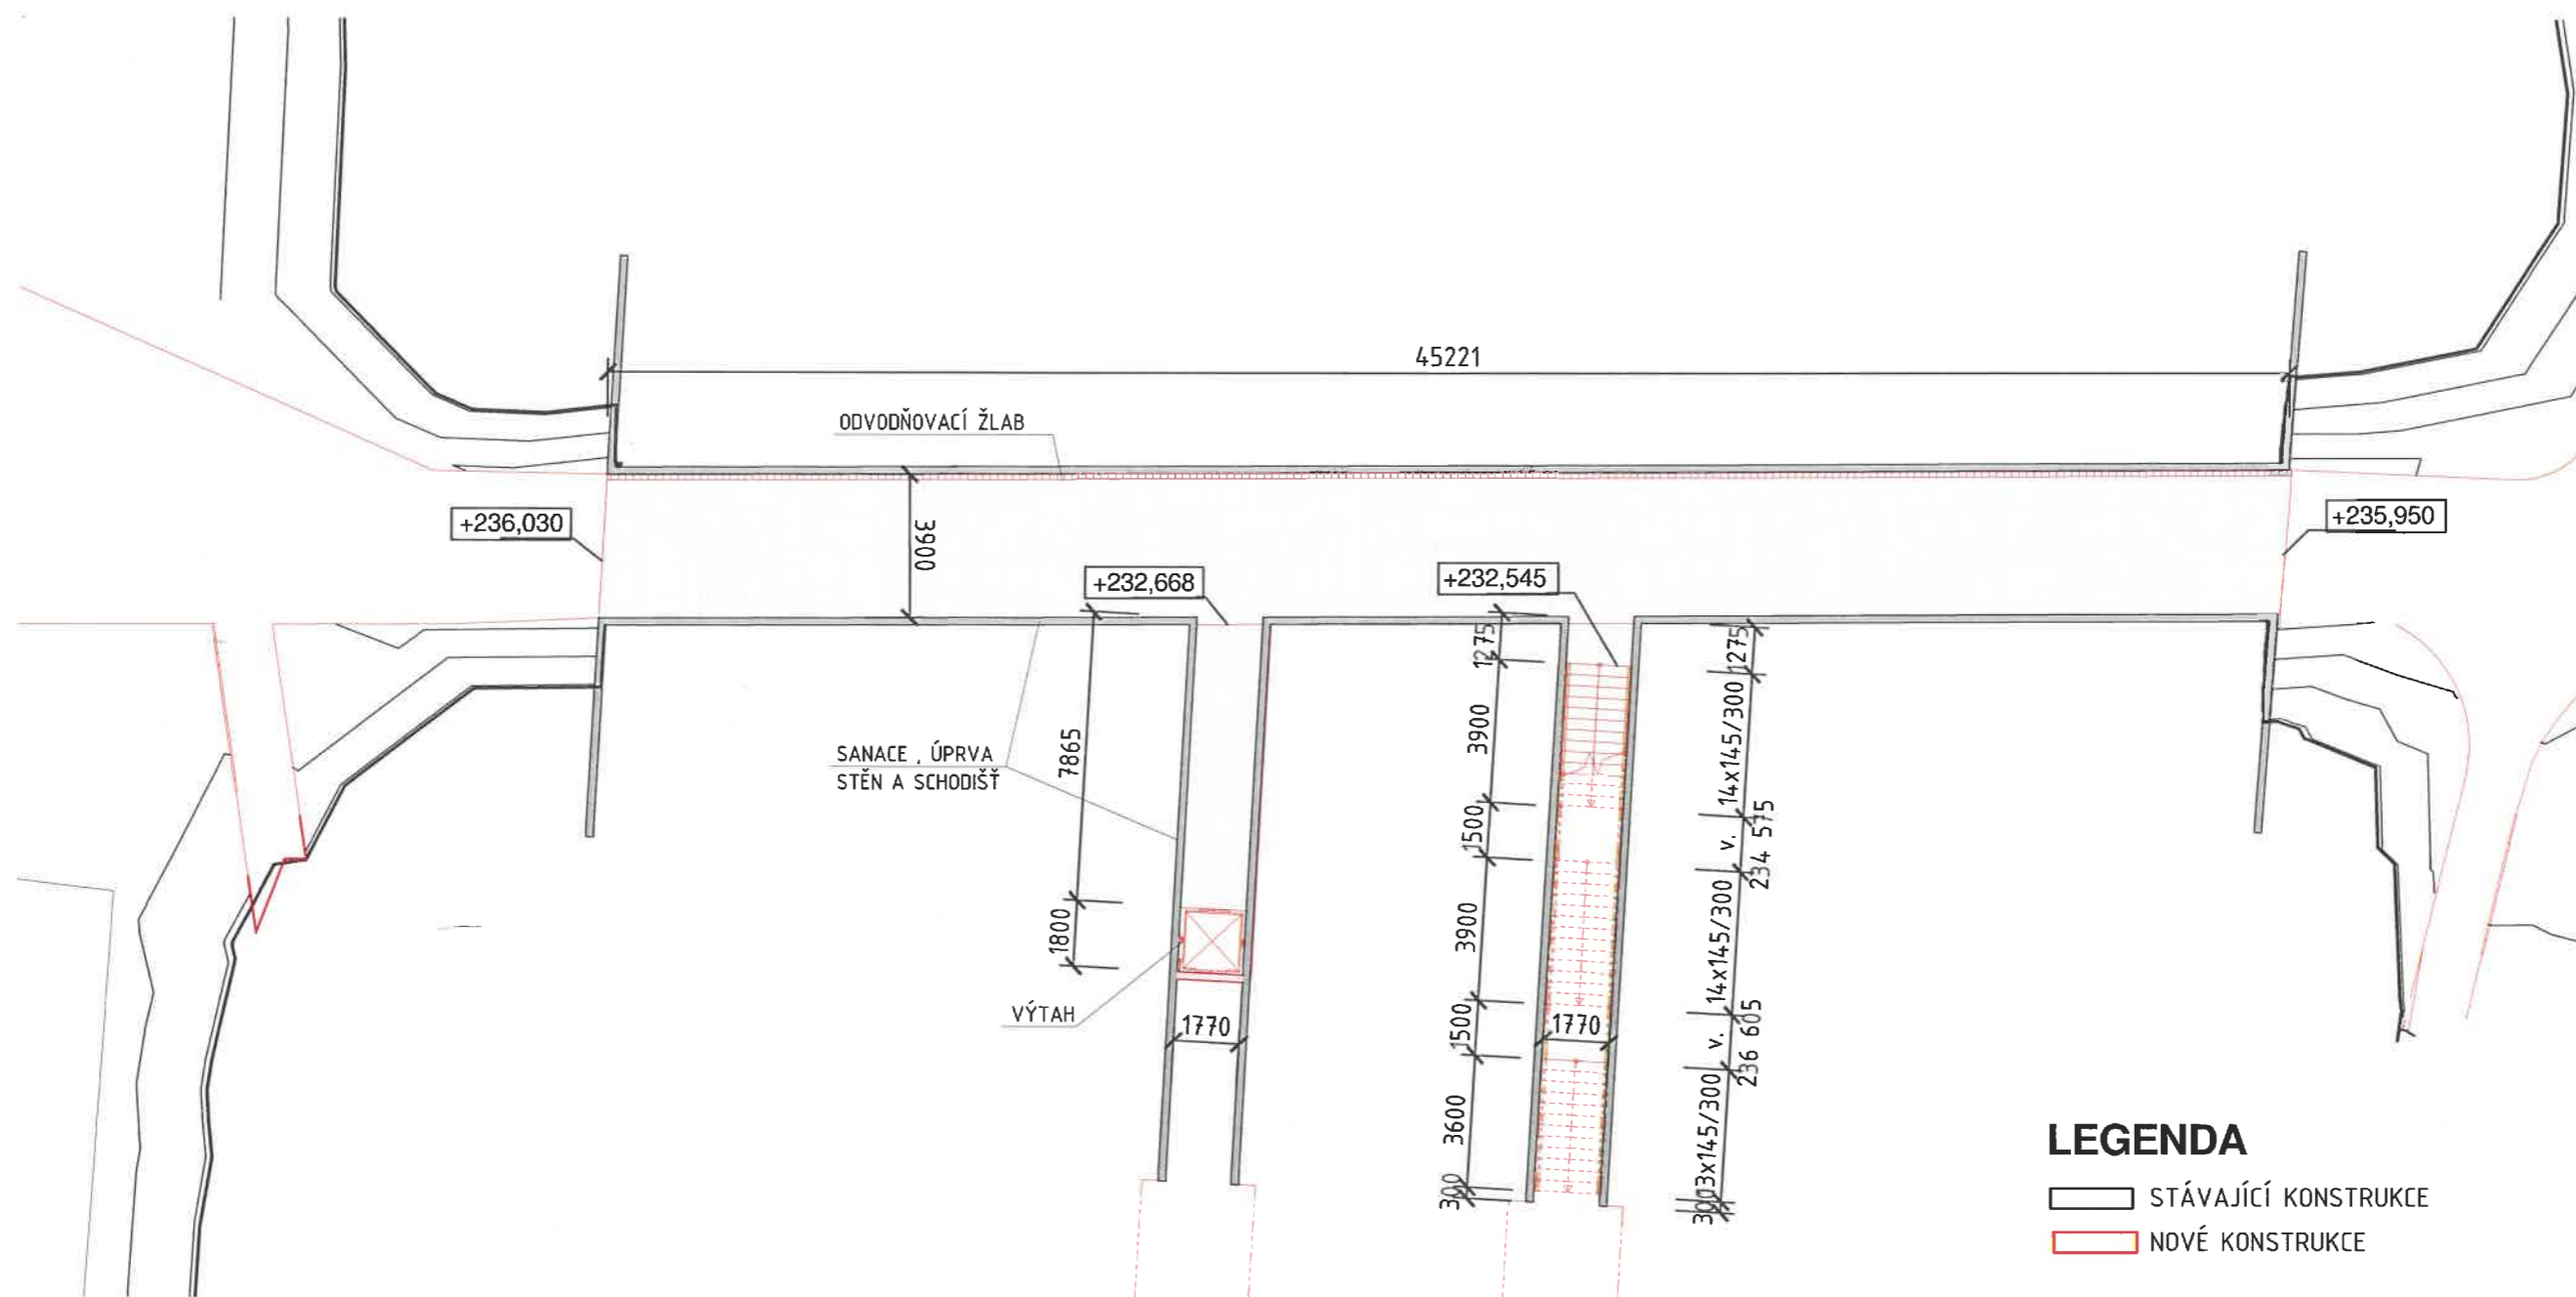 45221
ODVODŇOVACÍ ŽLAB
+236,030
3900
+235,950
+232,668
+232,545
SANACE , ÚPRVA
STĚN A SCHODIŠŤ
7865
1800
VÝTAH
1770
1275
3900
1500
3900
1500
3600
300
1770
1275
14x145/300
v. 234 575
14x145/300
v. 236 605
300
LEGENDA
STÁVAJÍCÍ KONSTRUKCE
NOVÉ KONSTRUKCE